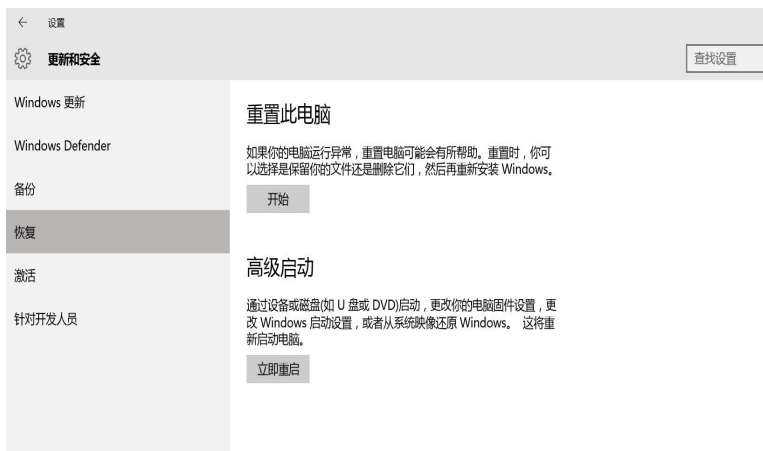 设置
更新和安全
查找设置
Windows 更新
Windows Defender
备份
恢复
激活
针对开发人员
重置此电脑
如果你的电脑运行异常，重置电脑可能会有所帮助。重置时，你可
以选择是保留你的文件还是删除它们，然后再重新安装 Windows。
开始
高级启动
通过设备或磁盘(如 U 盘或 DVD)启动，更改你的电脑固件设置，更
改 Windows 启动设置，或者从系统映像还原 Windows。 这将重
新启动电脑。
立即重启